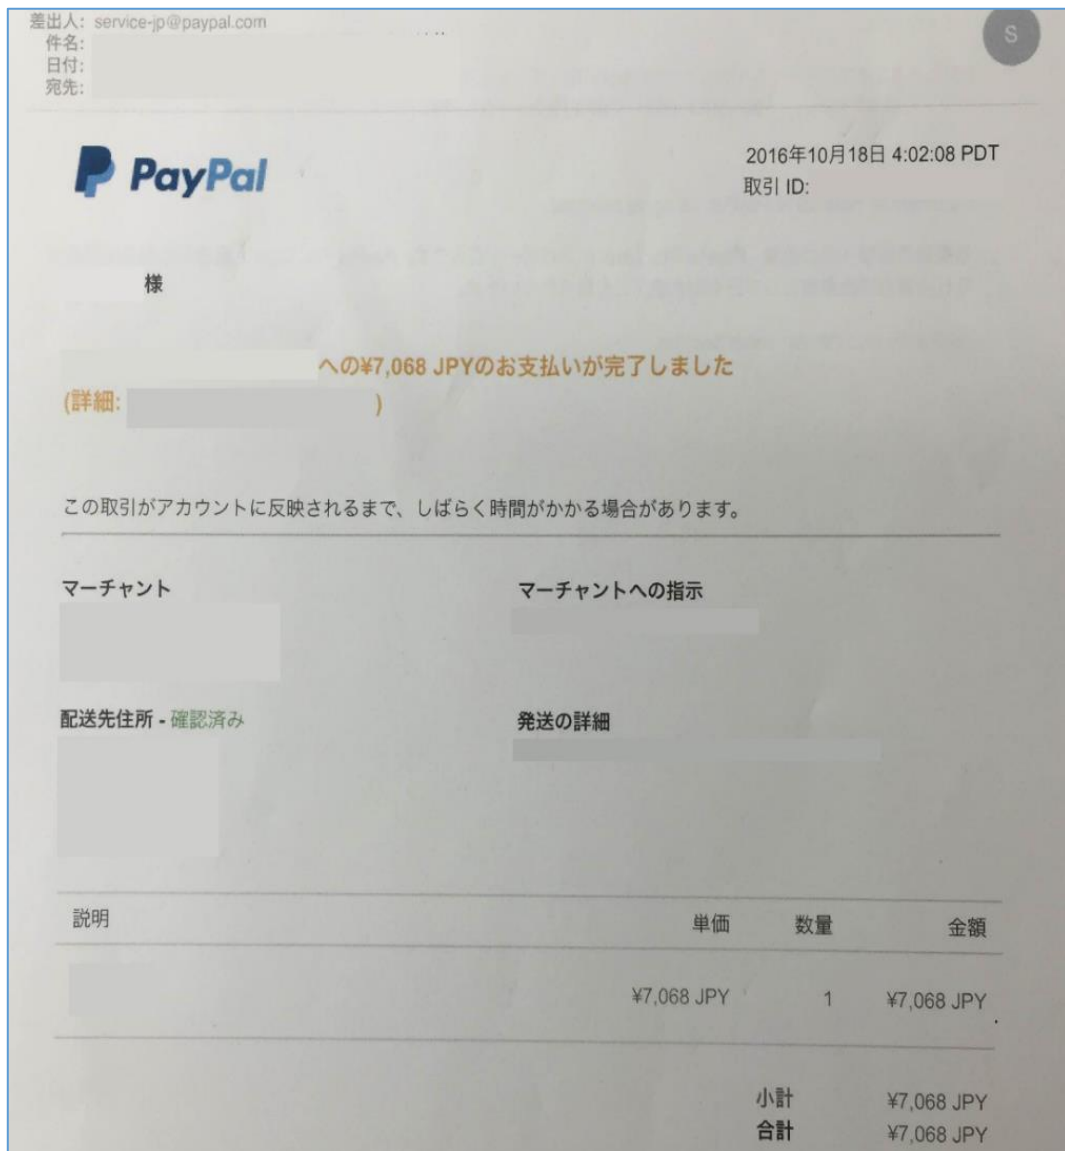 差出人: service-jp@paypal.com
件名:
日付:
宛先:
S
PayPal
2016年10月18日 4:02:08 PDT
取引 ID:
様
への¥7,068 JPYのお支払いが完了しました
(詳細: )
この取引がアカウントに反映されるまで、しばらく時間がかかる場合があります。
マーチャント
マーチャントへの指示
配送先住所 - 確認済み
発送の詳細
説明 単価 数量 金額
¥7,068 JPY 1 ¥7,068 JPY
小計 ¥7,068 JPY
合計 ¥7,068 JPY